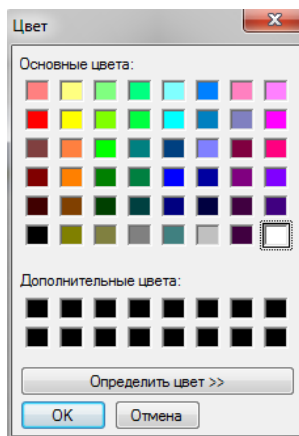 Цвет
Основные цвета:
Дополнительные цвета:
Определить цвет >>
OK
Отмена